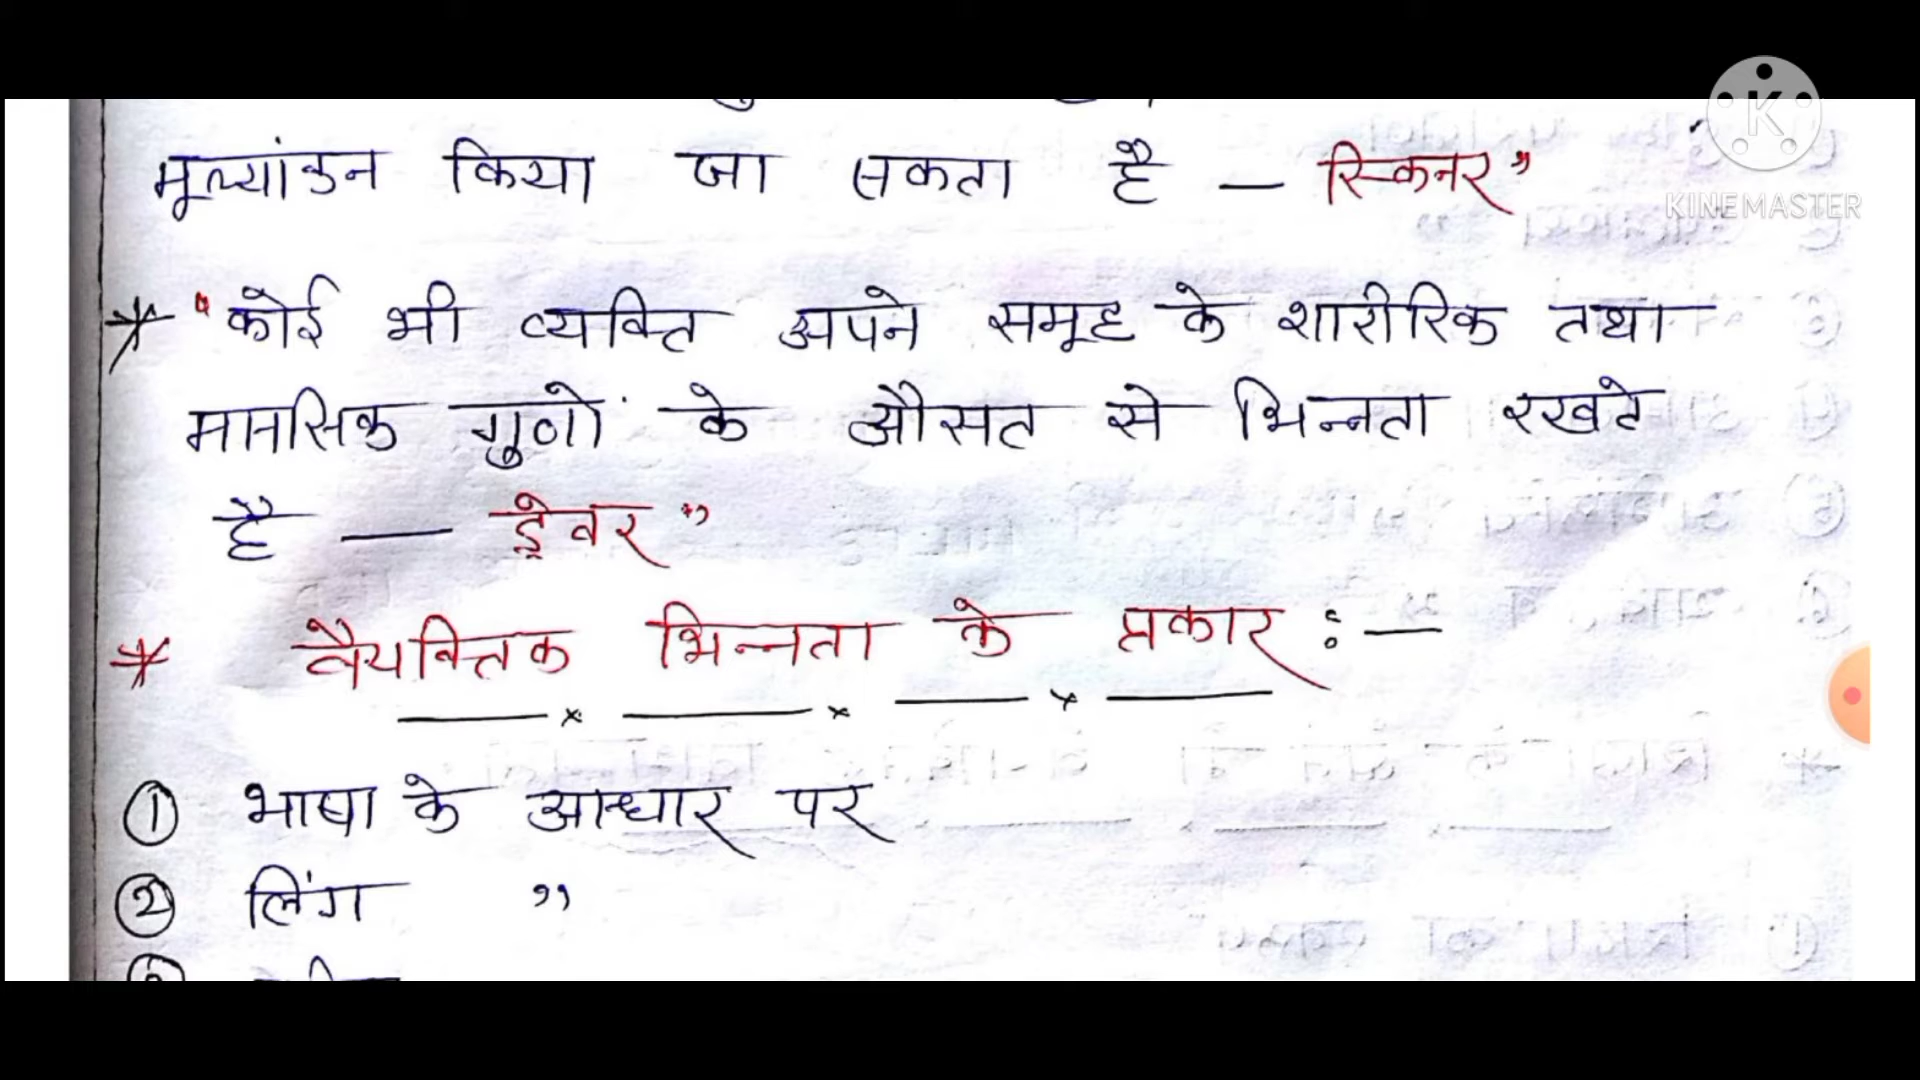 मूल्यांकन किया जा सकता है — स्किनर"
K
KINEMASTER
* "कोई भी व्यक्ति अपने समूह के शारीरिक तथा
मानसिक गुणों के औसत से भिन्नता रखते
है — ड्रेवर"
* वैयक्तिक भिन्नता के प्रकार :—
① भाषा के आधार पर
② लिंग "